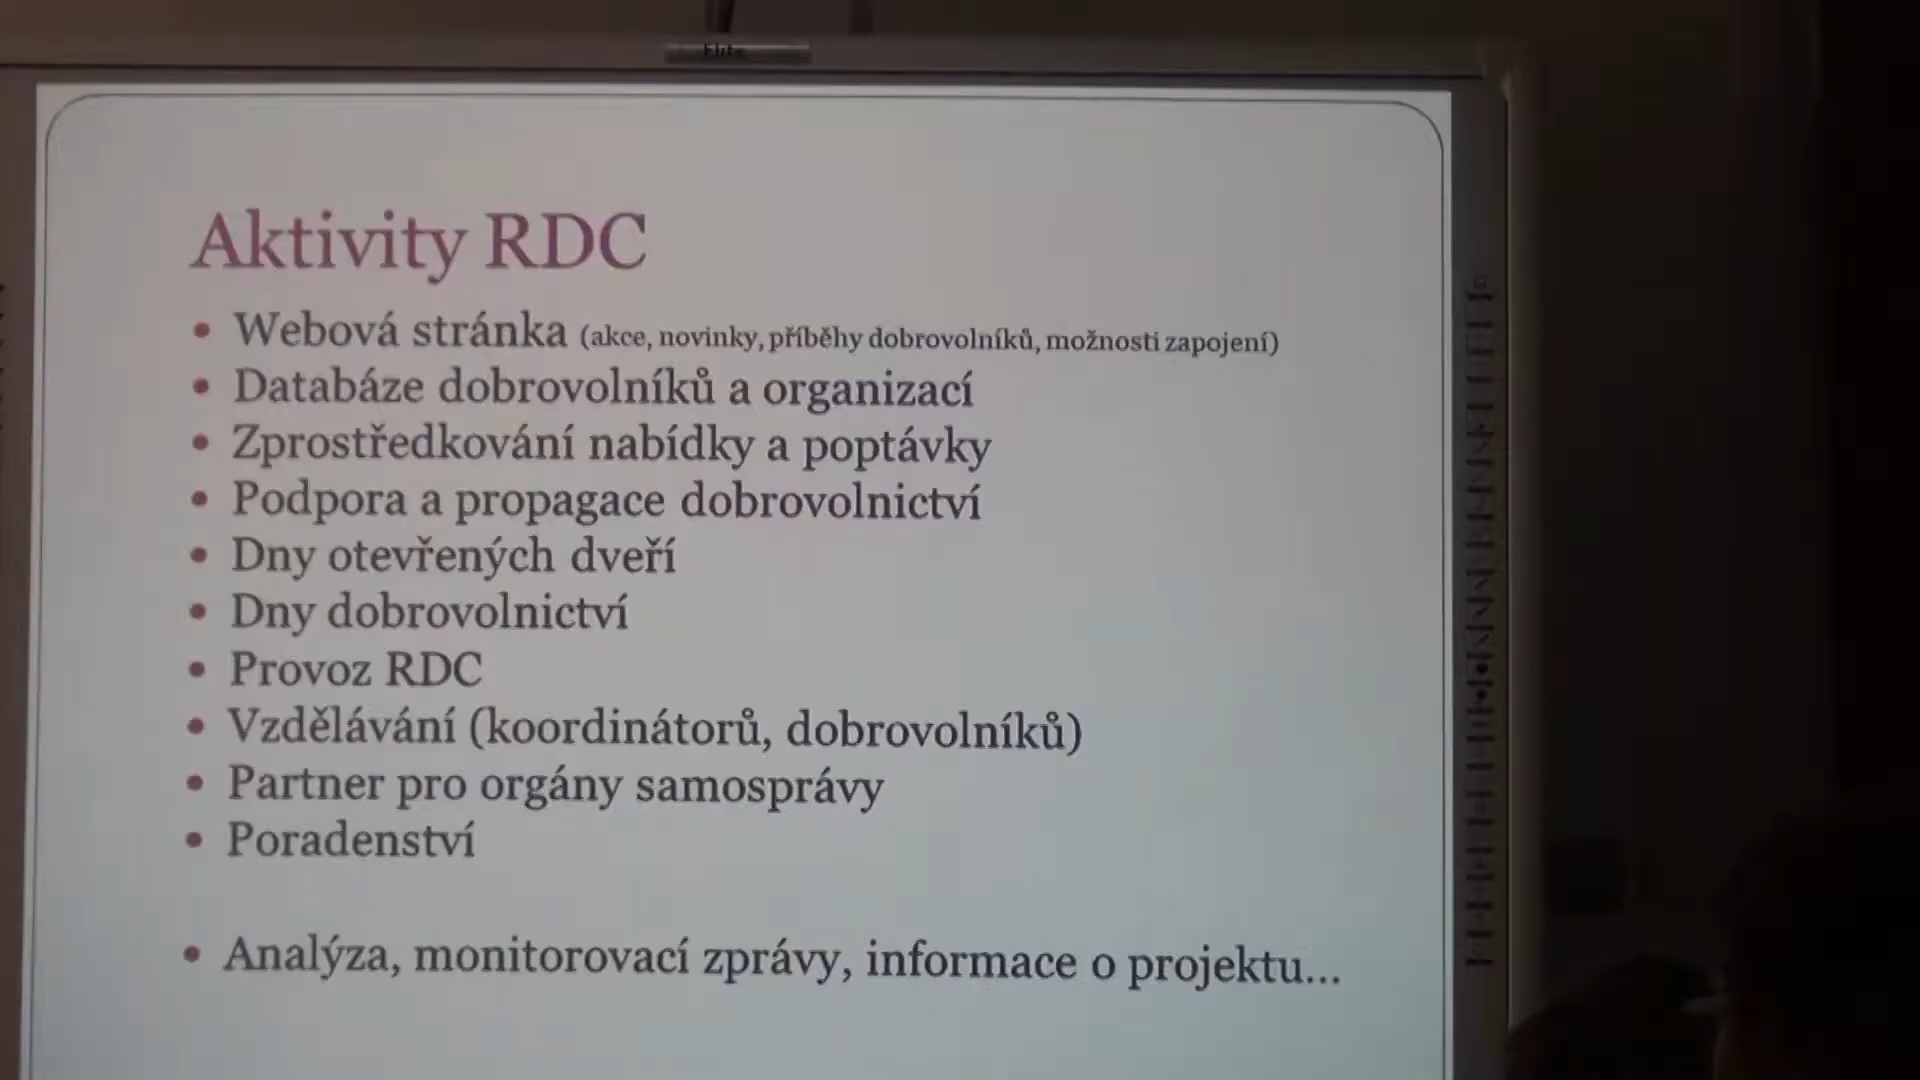 Elite
Aktivity RDC
• Webová stránka (akce, novinky, příběhy dobrovolníků, možnosti zapojení)
• Databáze dobrovolníků a organizací
• Zprostředkování nabídky a poptávky
• Podpora a propagace dobrovolnictví
• Dny otevřených dveří
• Dny dobrovolnictví
• Provoz RDC
• Vzdělávání (koordinátorů, dobrovolníků)
• Partner pro orgány samosprávy
• Poradenství
• Analýza, monitorovací zprávy, informace o projektu...